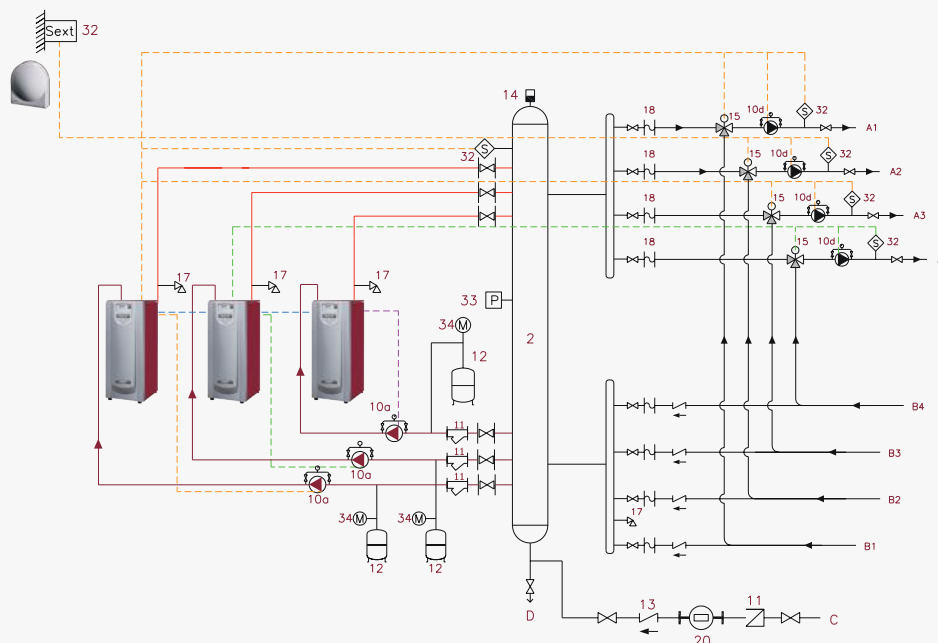 Sext 32
14
18 15 10d S 32 A1
32 S
18 15 10d S 32 A2
18 15 10d S 32 A3
18 15 10d S 32
17 17 17
33 P
2
34 M
12
10a
11
B4
10a
11
B3
11
10a
B2
34 M 34 M
17
12 12
B1
D
13 11
C
20